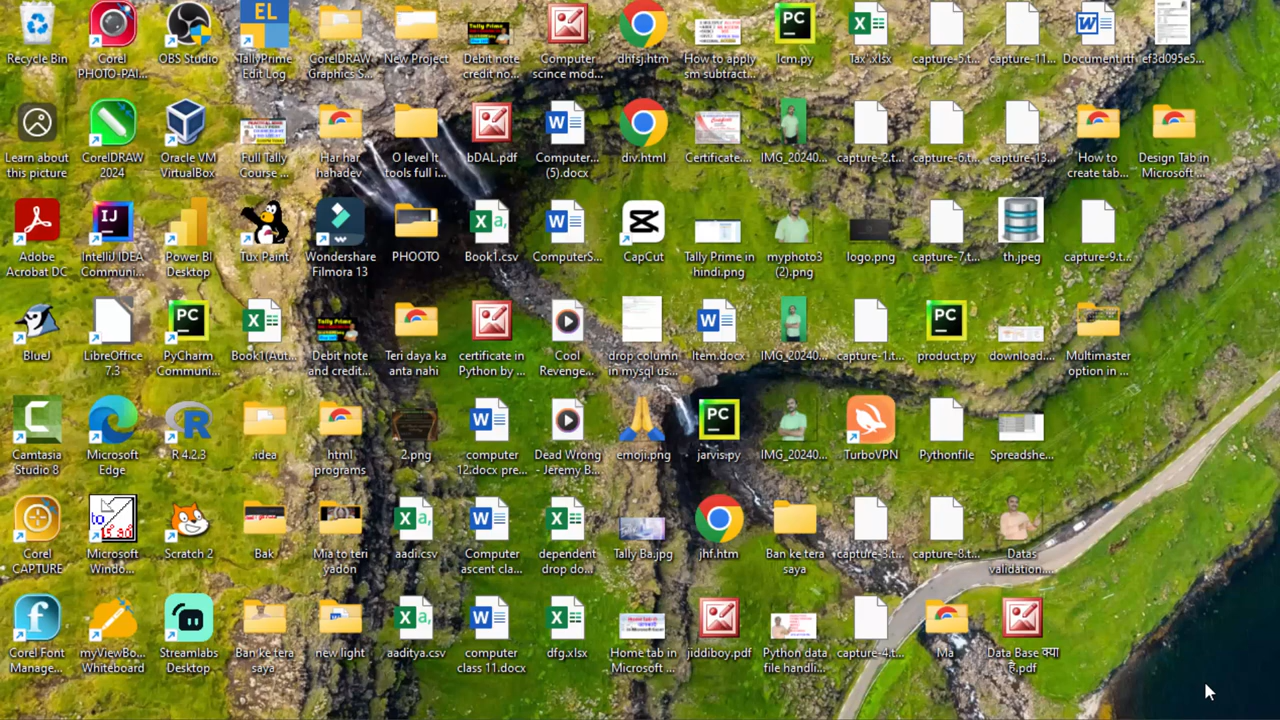 Recycle Bin
Corel
PHOTO-PAI...
OBS Studio
TallyPrime
Edit Log
CorelDRAW
Graphics S...
New Project
Debit note
credit no...
Computer
scince mod...
dhfsj.htm
How to apply
sm subtract...
lcm.py
Tax .xlsx
capture-5.t...
capture-11...
Document.rtf
ef3d095e5...
Learn about
this picture
CorelDRAW
2024
Oracle VM
VirtualBox
Full Tally
Course ...
Har har
hahadev
O level It
tools full i...
bDAL.pdf
Computer...
(5).docx
div.html
Certificate....
IMG_20240...
capture-2.t...
capture-6.t...
capture-13...
How to
create tab...
Design Tab in
Microsoft ...
Adobe
Acrobat DC
IntelliJ IDEA
Communi...
Power BI
Desktop
Tux Paint
Wondershare
Filmora 13
PHOOTO
Book1.csv
ComputerS...
CapCut
Tally Prime in
hindi.png
myphoto3
(2).png
logo.png
capture-7.t...
th.jpeg
capture-9.t...
BlueJ
LibreOffice
7.3
PyCharm
Communi...
Book1(Aut...
Debit note
and credit...
Teri daya ka
anta nahi
certificate in
Python by ...
Cool
Revenge...
drop column
in mysql us...
Item.docx
IMG_20240...
capture-1.t...
product.py
download....
Multimaster
option in ...
Camtasia
Studio 8
Microsoft
Edge
R 4.2.3
.idea
html
programs
2.png
computer
12.docx pre...
Dead Wrong
- Jeremy B...
emoji.png
jarvis.py
IMG_20240...
TurboVPN
Pythonfile
Spreadshe...
Corel
CAPTURE
Microsoft
Windo...
Scratch 2
Bak
Mia to teri
yadon
aadi.csv
Computer
ascent cla...
dependent
drop do...
Tally Ba.jpg
jhf.htm
Ban ke tera
saya
capture-3.t...
capture-8.t...
Datas
validation....
Corel Font
Manage...
myViewBo...
Whiteboard
Streamlabs
Desktop
Ban ke tera
saya
new light
aaditya.csv
computer
class 11.docx
dfg.xlsx
Home tab in
Microsoft ...
jiddiboy.pdf
Python data
file handli...
capture-4.t...
Ma
Data Base क्या
है.pdf